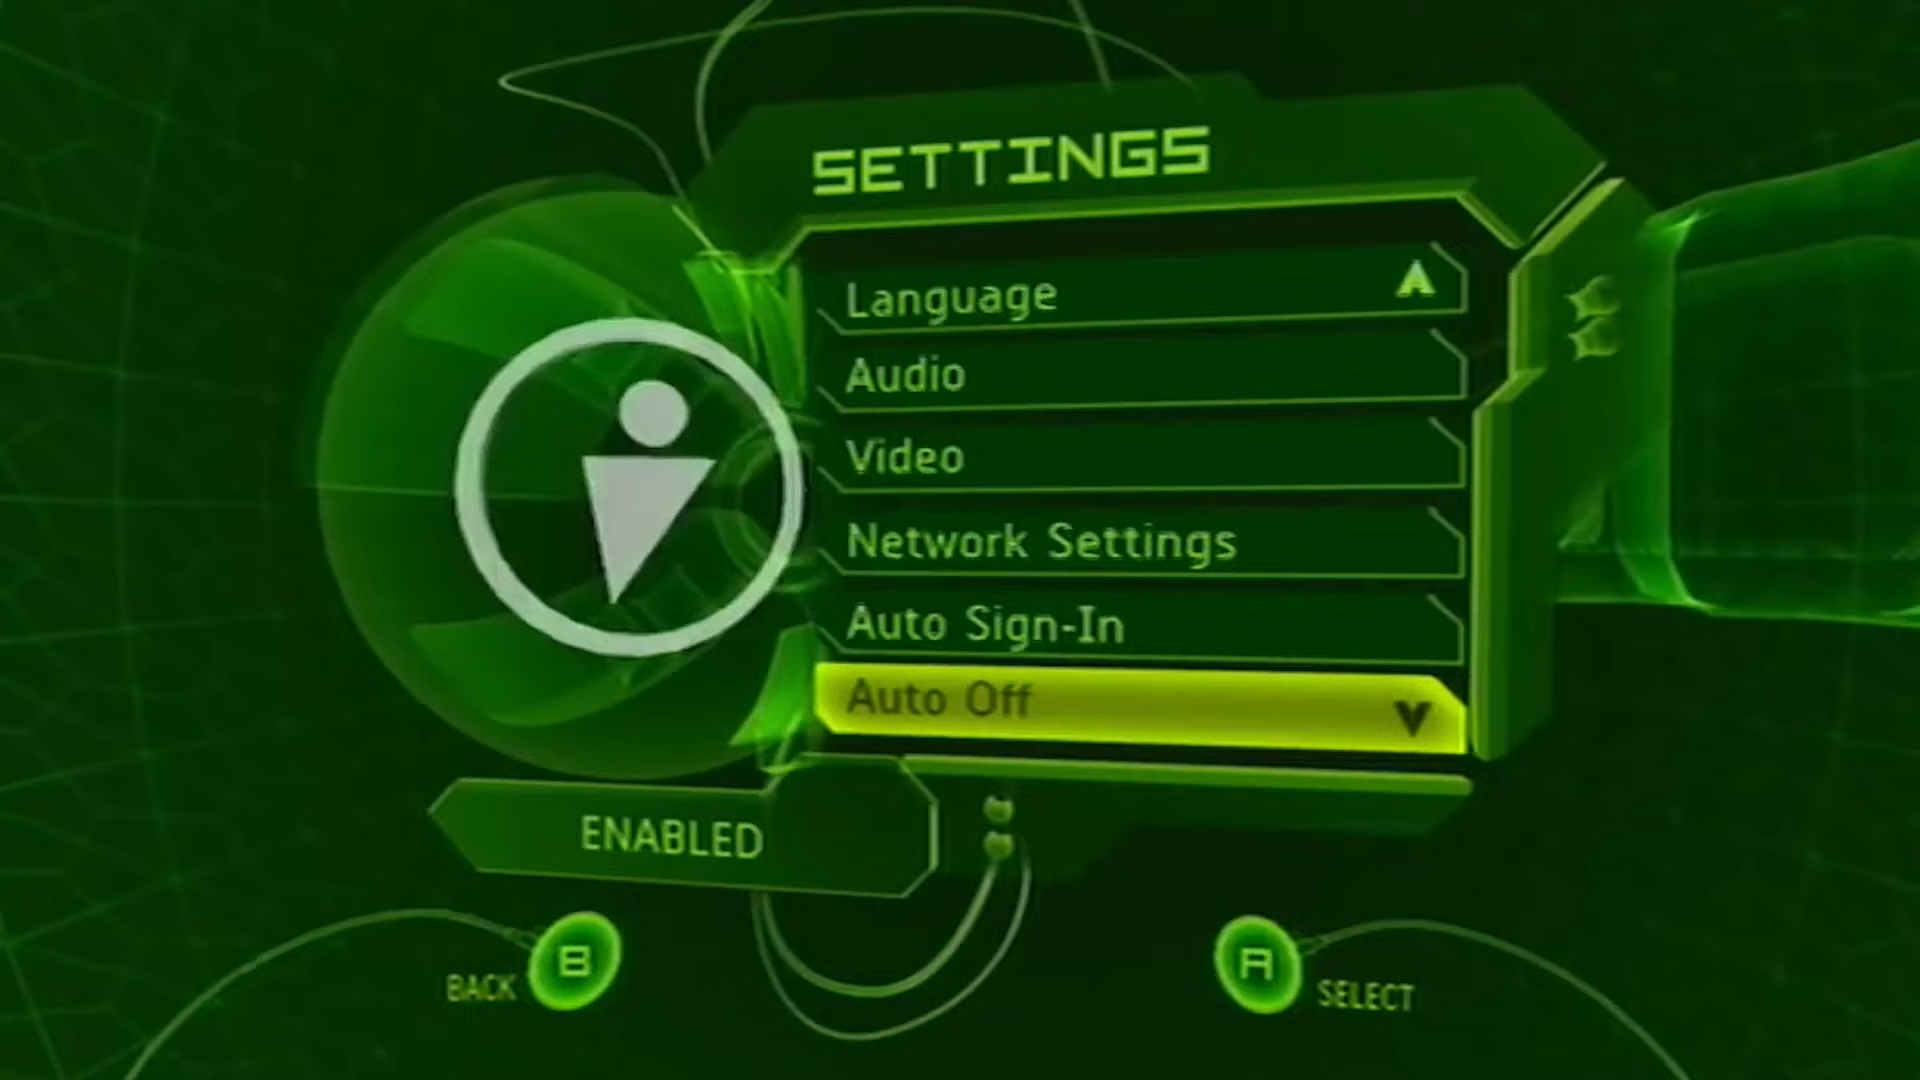 SETTINGS
Language
Audio
Video
Network Settings
Auto Sign-In
Auto Off
ENABLED
B
BACK
A
SELECT